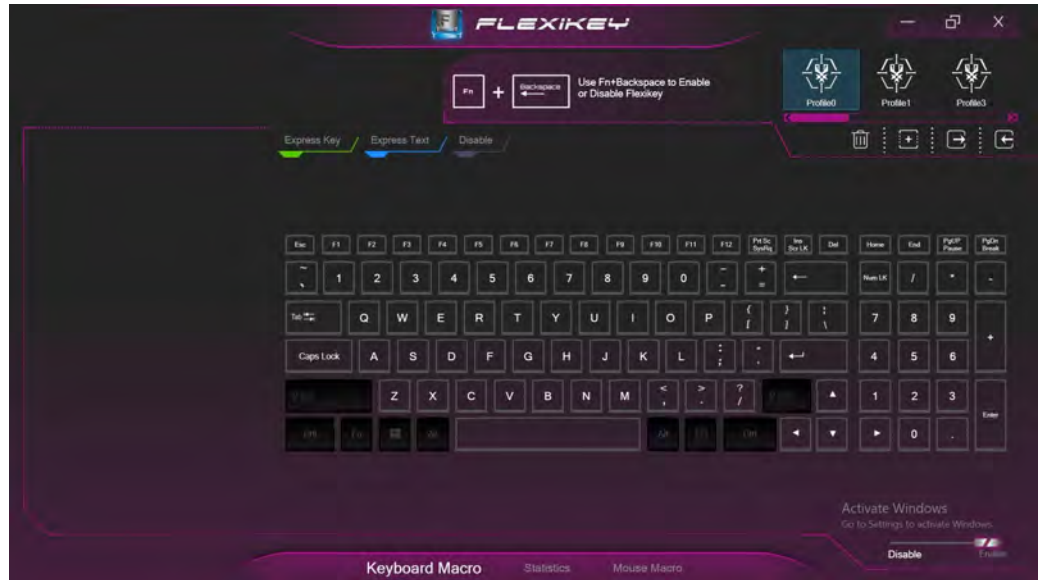 FLEXIKEY
Fn + Backspace Use Fn+Backspace to Enable
or Disable Flexikey
Profile0 Profile1 Profile3
Express Key Express Text Disable
Esc F1 F2 F3 F4 F5 F6 F7 F8 F9 F10 F11 F12 Prt Sc Ins Del Home End PgUP PgDn
SysRq Scr LK Pause Break
~ 1 2 3 4 5 6 7 8 9 0 - + Num LK / * -
` - =
Tab Q W E R T Y U I O P { } | 7 8 9 +
[ ] \
Caps Lock A S D F G H J K L : " 4 5 6
; '
Z X C V B N M < > ? 1 2 3 Enter
, . /
Fn Alt Ctrl 0 .
Activate Windows
Go to Settings to activate Windows.
Disable Enable
Keyboard Macro Statistics Mouse Macro